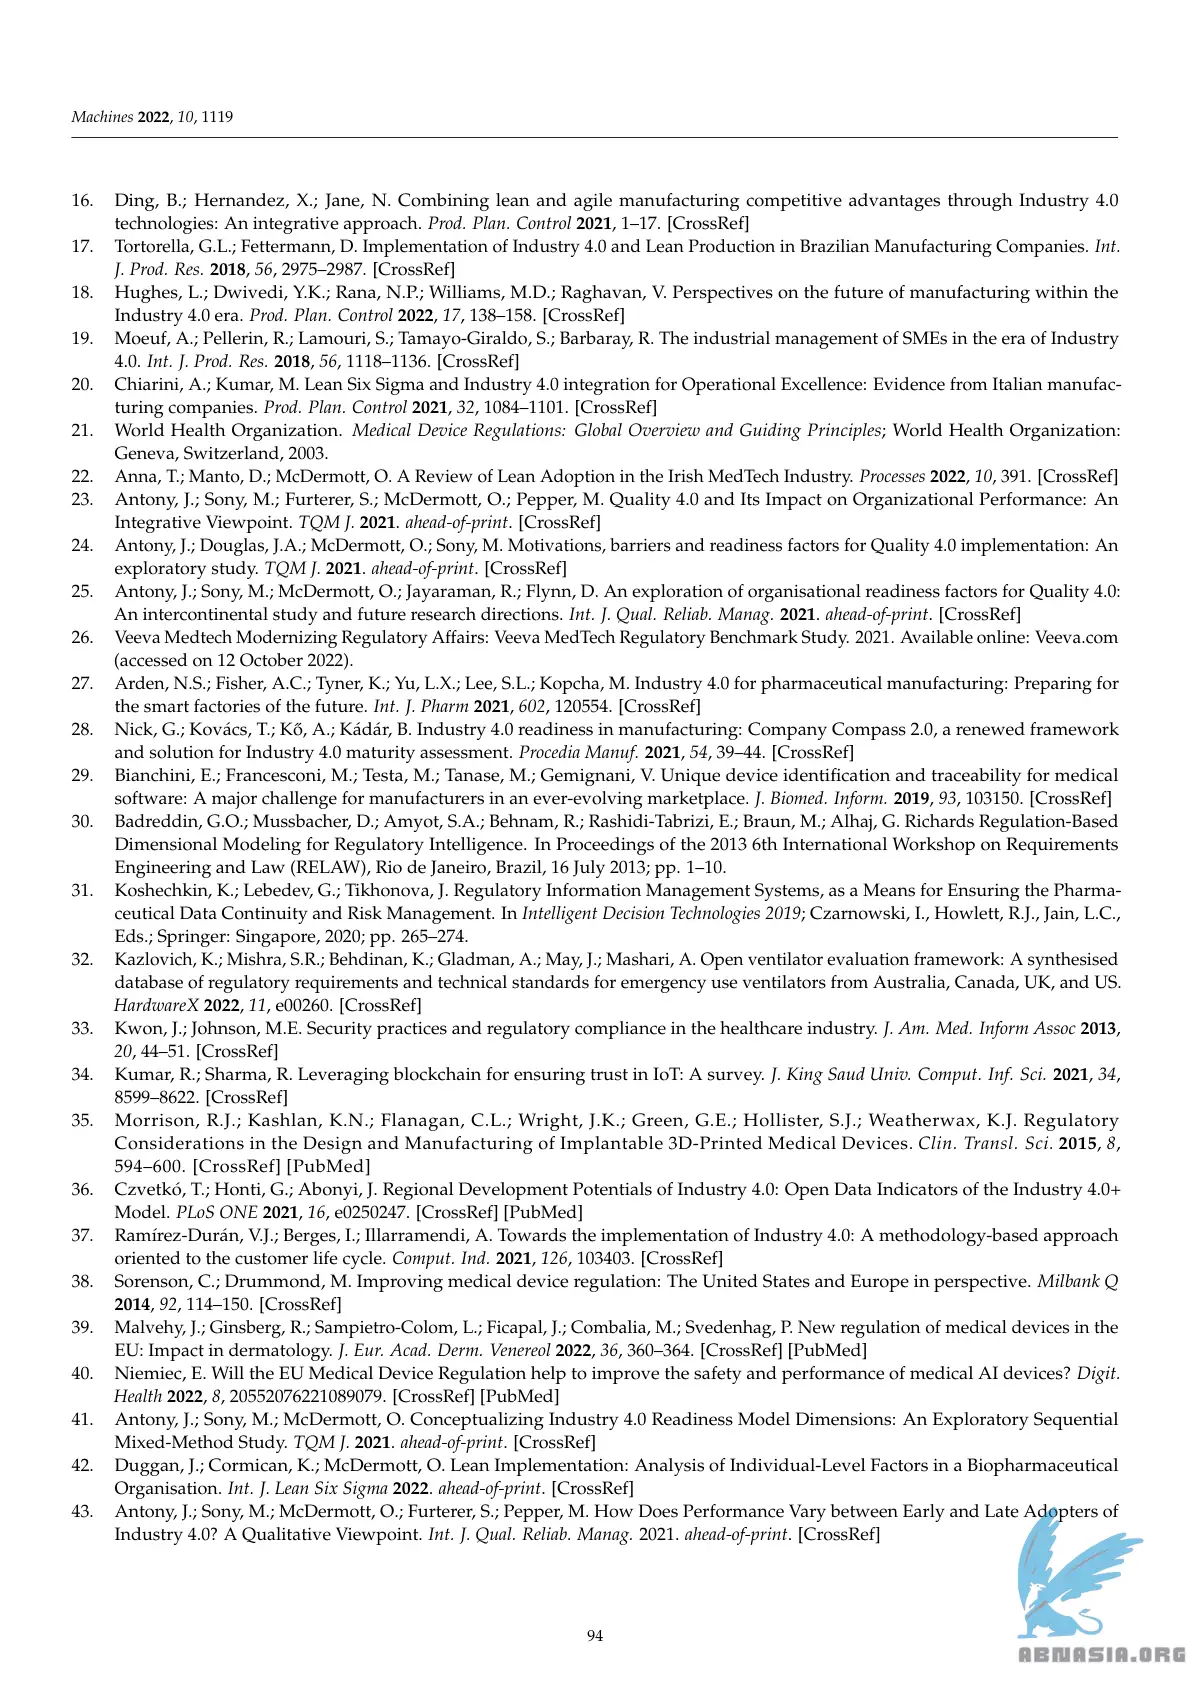 Machines 2022, 10, 1119
16. Ding, B.; Hernandez, X.; Jane, N. Combining lean and agile manufacturing competitive advantages through Industry 4.0
technologies: An integrative approach. Prod. Plan. Control 2021, 1–17. [CrossRef]
17. Tortorella, G.L.; Fettermann, D. Implementation of Industry 4.0 and Lean Production in Brazilian Manufacturing Companies. Int.
J. Prod. Res. 2018, 56, 2975–2987. [CrossRef]
18. Hughes, L.; Dwivedi, Y.K.; Rana, N.P.; Williams, M.D.; Raghavan, V. Perspectives on the future of manufacturing within the
Industry 4.0 era. Prod. Plan. Control 2022, 17, 138–158. [CrossRef]
19. Moeuf, A.; Pellerin, R.; Lamouri, S.; Tamayo-Giraldo, S.; Barbaray, R. The industrial management of SMEs in the era of Industry
4.0. Int. J. Prod. Res. 2018, 56, 1118–1136. [CrossRef]
20. Chiarini, A.; Kumar, M. Lean Six Sigma and Industry 4.0 integration for Operational Excellence: Evidence from Italian manufac-
turing companies. Prod. Plan. Control 2021, 32, 1084–1101. [CrossRef]
21. World Health Organization. Medical Device Regulations: Global Overview and Guiding Principles; World Health Organization:
Geneva, Switzerland, 2003.
22. Anna, T.; Manto, D.; McDermott, O. A Review of Lean Adoption in the Irish MedTech Industry. Processes 2022, 10, 391. [CrossRef]
23. Antony, J.; Sony, M.; Furterer, S.; McDermott, O.; Pepper, M. Quality 4.0 and Its Impact on Organizational Performance: An
Integrative Viewpoint. TQM J. 2021. ahead-of-print. [CrossRef]
24. Antony, J.; Douglas, J.A.; McDermott, O.; Sony, M. Motivations, barriers and readiness factors for Quality 4.0 implementation: An
exploratory study. TQM J. 2021. ahead-of-print. [CrossRef]
25. Antony, J.; Sony, M.; McDermott, O.; Jayaraman, R.; Flynn, D. An exploration of organisational readiness factors for Quality 4.0:
An intercontinental study and future research directions. Int. J. Qual. Reliab. Manag. 2021. ahead-of-print. [CrossRef]
26. Veeva Medtech Modernizing Regulatory Affairs: Veeva MedTech Regulatory Benchmark Study. 2021. Available online: Veeva.com
(accessed on 12 October 2022).
27. Arden, N.S.; Fisher, A.C.; Tyner, K.; Yu, L.X.; Lee, S.L.; Kopcha, M. Industry 4.0 for pharmaceutical manufacturing: Preparing for
the smart factories of the future. Int. J. Pharm 2021, 602, 120554. [CrossRef]
28. Nick, G.; Kovács, T.; Kő, A.; Kádár, B. Industry 4.0 readiness in manufacturing: Company Compass 2.0, a renewed framework
and solution for Industry 4.0 maturity assessment. Procedia Manuf. 2021, 54, 39–44. [CrossRef]
29. Bianchini, E.; Francesconi, M.; Testa, M.; Tanase, M.; Gemignani, V. Unique device identification and traceability for medical
software: A major challenge for manufacturers in an ever-evolving marketplace. J. Biomed. Inform. 2019, 93, 103150. [CrossRef]
30. Badreddin, G.O.; Mussbacher, D.; Amyot, S.A.; Behnam, R.; Rashidi-Tabrizi, E.; Braun, M.; Alhaj, G. Richards Regulation-Based
Dimensional Modeling for Regulatory Intelligence. In Proceedings of the 2013 6th International Workshop on Requirements
Engineering and Law (RELAW), Rio de Janeiro, Brazil, 16 July 2013; pp. 1–10.
31. Koshechkin, K.; Lebedev, G.; Tikhonova, J. Regulatory Information Management Systems, as a Means for Ensuring the Pharma-
ceutical Data Continuity and Risk Management. In Intelligent Decision Technologies 2019; Czarnowski, I., Howlett, R.J., Jain, L.C.,
Eds.; Springer: Singapore, 2020; pp. 265–274.
32. Kazlovich, K.; Mishra, S.R.; Behdinan, K.; Gladman, A.; May, J.; Mashari, A. Open ventilator evaluation framework: A synthesised
database of regulatory requirements and technical standards for emergency use ventilators from Australia, Canada, UK, and US.
HardwareX 2022, 11, e00260. [CrossRef]
33. Kwon, J.; Johnson, M.E. Security practices and regulatory compliance in the healthcare industry. J. Am. Med. Inform Assoc 2013,
20, 44–51. [CrossRef]
34. Kumar, R.; Sharma, R. Leveraging blockchain for ensuring trust in IoT: A survey. J. King Saud Univ. Comput. Inf. Sci. 2021, 34,
8599–8622. [CrossRef]
35. Morrison, R.J.; Kashlan, K.N.; Flanagan, C.L.; Wright, J.K.; Green, G.E.; Hollister, S.J.; Weatherwax, K.J. Regulatory
Considerations in the Design and Manufacturing of Implantable 3D-Printed Medical Devices. Clin. Transl. Sci. 2015, 8,
594–600. [CrossRef] [PubMed]
36. Czvetkó, T.; Honti, G.; Abonyi, J. Regional Development Potentials of Industry 4.0: Open Data Indicators of the Industry 4.0+
Model. PLoS ONE 2021, 16, e0250247. [CrossRef] [PubMed]
37. Ramírez-Durán, V.J.; Berges, I.; Illarramendi, A. Towards the implementation of Industry 4.0: A methodology-based approach
oriented to the customer life cycle. Comput. Ind. 2021, 126, 103403. [CrossRef]
38. Sorenson, C.; Drummond, M. Improving medical device regulation: The United States and Europe in perspective. Milbank Q
2014, 92, 114–150. [CrossRef]
39. Malvehy, J.; Ginsberg, R.; Sampietro-Colom, L.; Ficapal, J.; Combalia, M.; Svedenhag, P. New regulation of medical devices in the
EU: Impact in dermatology. J. Eur. Acad. Derm. Venereol 2022, 36, 360–364. [CrossRef] [PubMed]
40. Niemiec, E. Will the EU Medical Device Regulation help to improve the safety and performance of medical AI devices? Digit.
Health 2022, 8, 20552076221089079. [CrossRef] [PubMed]
41. Antony, J.; Sony, M.; McDermott, O. Conceptualizing Industry 4.0 Readiness Model Dimensions: An Exploratory Sequential
Mixed-Method Study. TQM J. 2021. ahead-of-print. [CrossRef]
42. Duggan, J.; Cormican, K.; McDermott, O. Lean Implementation: Analysis of Individual-Level Factors in a Biopharmaceutical
Organisation. Int. J. Lean Six Sigma 2022. ahead-of-print. [CrossRef]
43. Antony, J.; Sony, M.; McDermott, O.; Furterer, S.; Pepper, M. How Does Performance Vary between Early and Late Adopters of
Industry 4.0? A Qualitative Viewpoint. Int. J. Qual. Reliab. Manag. 2021. ahead-of-print. [CrossRef]
94
ABNASIA.ORG